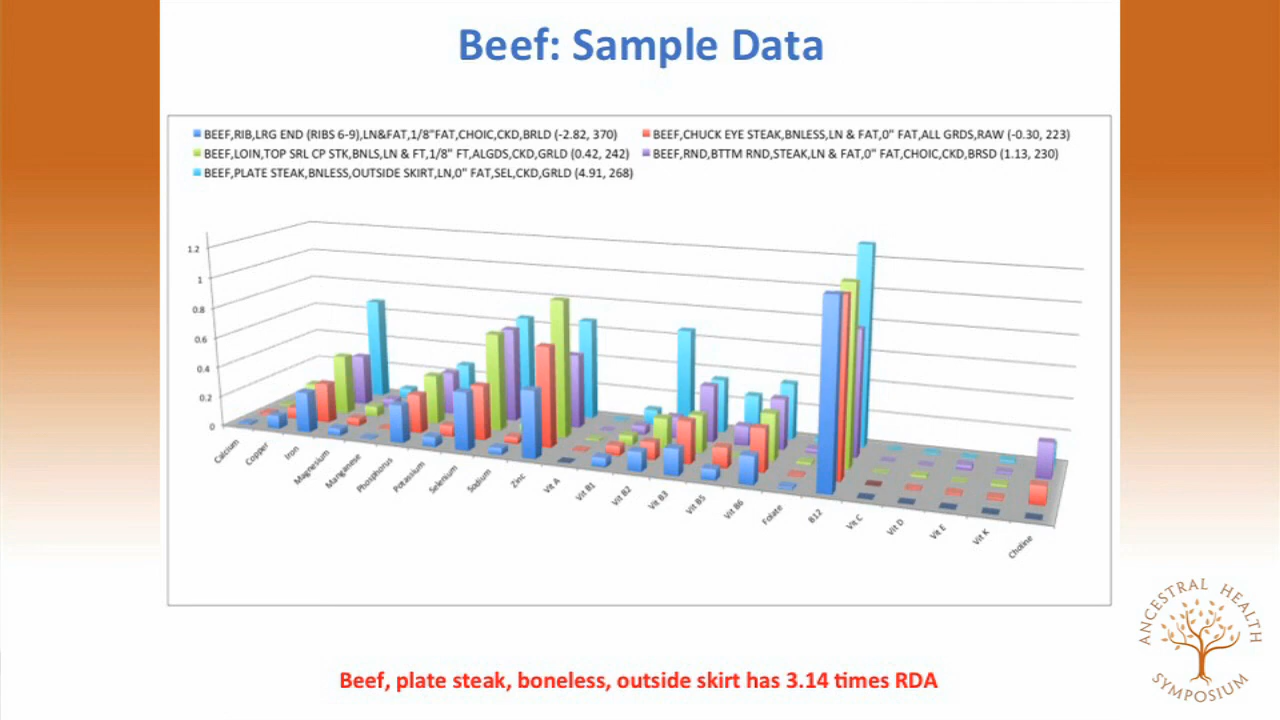 Beef: Sample Data
BEEF,RIB,LRG END (RIBS 6-9),LN&FAT,1/8"FAT,CHOIC,CKD,BRLD (-2.82, 370)
BEEF,CHUCK EYE STEAK,BNLESS,LN & FAT,0" FAT,ALL GRDS,RAW (-0.30, 223)
BEEF,LOIN,TOP SRL CP STK,BNLS,LN & FT,1/8" FT,ALGDS,CKD,GRLD (0.42, 242)
BEEF,RND,BTTM RND,STEAK,LN & FAT,0" FAT,CHOIC,CKD,BRSD (1.13, 230)
BEEF,PLATE STEAK,BNLESS,OUTSIDE SKIRT,LN,0" FAT,SEL,CKD,GRLD (4.91, 268)
1.2
1
0.8
0.6
0.4
0.2
0
Calcium
Copper
Iron
Magnesium
Manganese
Phosphorus
Potassium
Selenium
Sodium
Zinc
Vit A
Vit B1
Vit B2
Vit B3
Vit B5
Vit B6
Folate
B12
Vit C
Vit D
Vit E
Vit K
Choline
ANCESTRAL HEALTH
SYMPOSIUM
Beef, plate steak, boneless, outside skirt has 3.14 times RDA